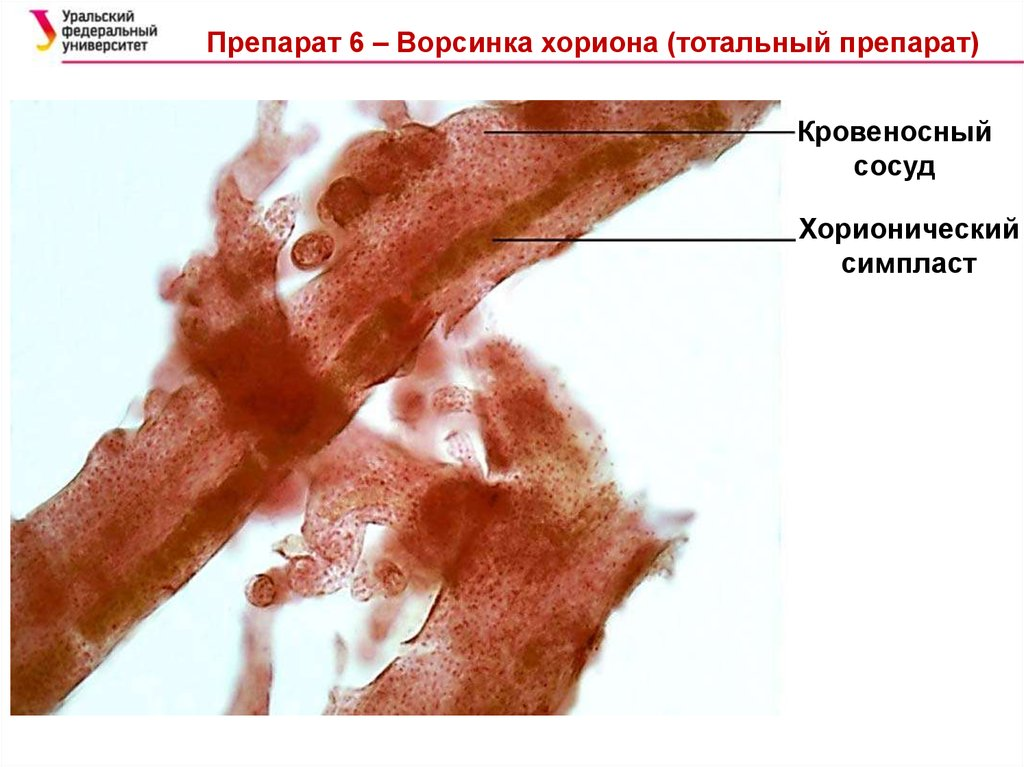 Уральский
федеральный
университет
Препарат 6 – Ворсинка хориона (тотальный препарат)
Кровеносный
сосуд
Хорионический
симпласт